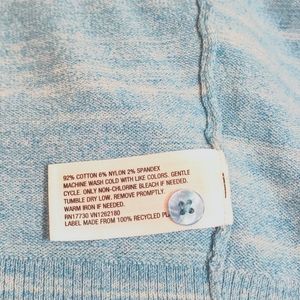 92% COTTON 6% NYLON 2% SPANDEX
MACHINE WASH COLD WITH LIKE COLORS. GENTLE
CYCLE. ONLY NON-CHLORINE BLEACH IF NEEDED.
TUMBLE DRY LOW. REMOVE PROMPTLY.
WARM IRON IF NEEDED.
RN17730 VN1262180
LABEL MADE FROM 100% RECYCLED